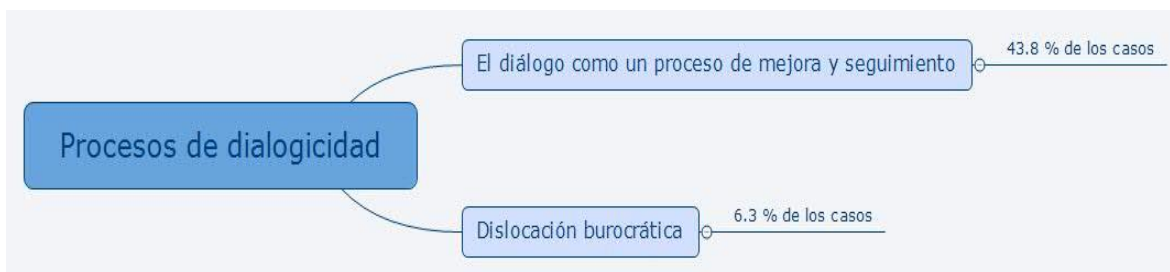 43.8 % de los casos
El diálogo como un proceso de mejora y seguimiento
Procesos de dialogicidad
6.3 % de los casos
Dislocación burocrática